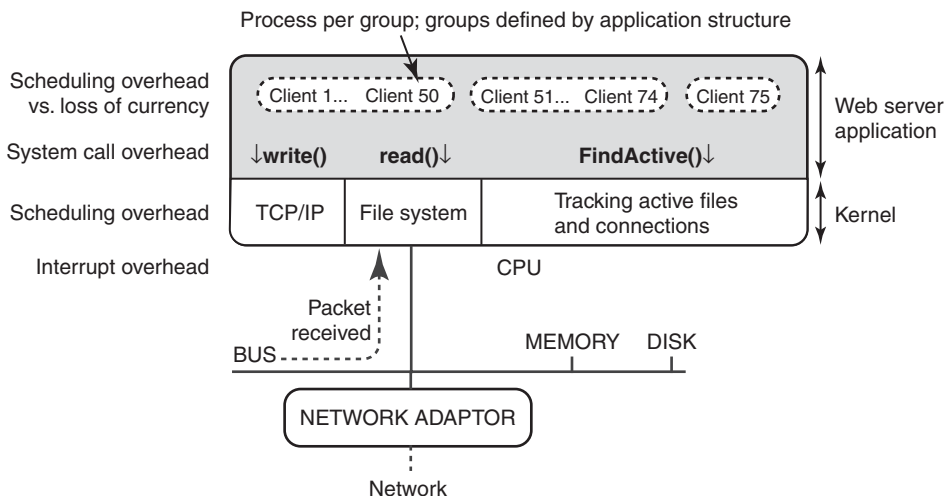 Process per group; groups defined by application structure
Scheduling overhead
vs. loss of currency
Client 1... Client 50
Client 51... Client 74
Client 75
Web server
application
System call overhead
↓write()
read()↓
FindActive()↓
Scheduling overhead
TCP/IP
File system
Tracking active files
and connections
Kernel
Interrupt overhead
CPU
Packet
received
BUS
MEMORY
DISK
NETWORK ADAPTOR
Network